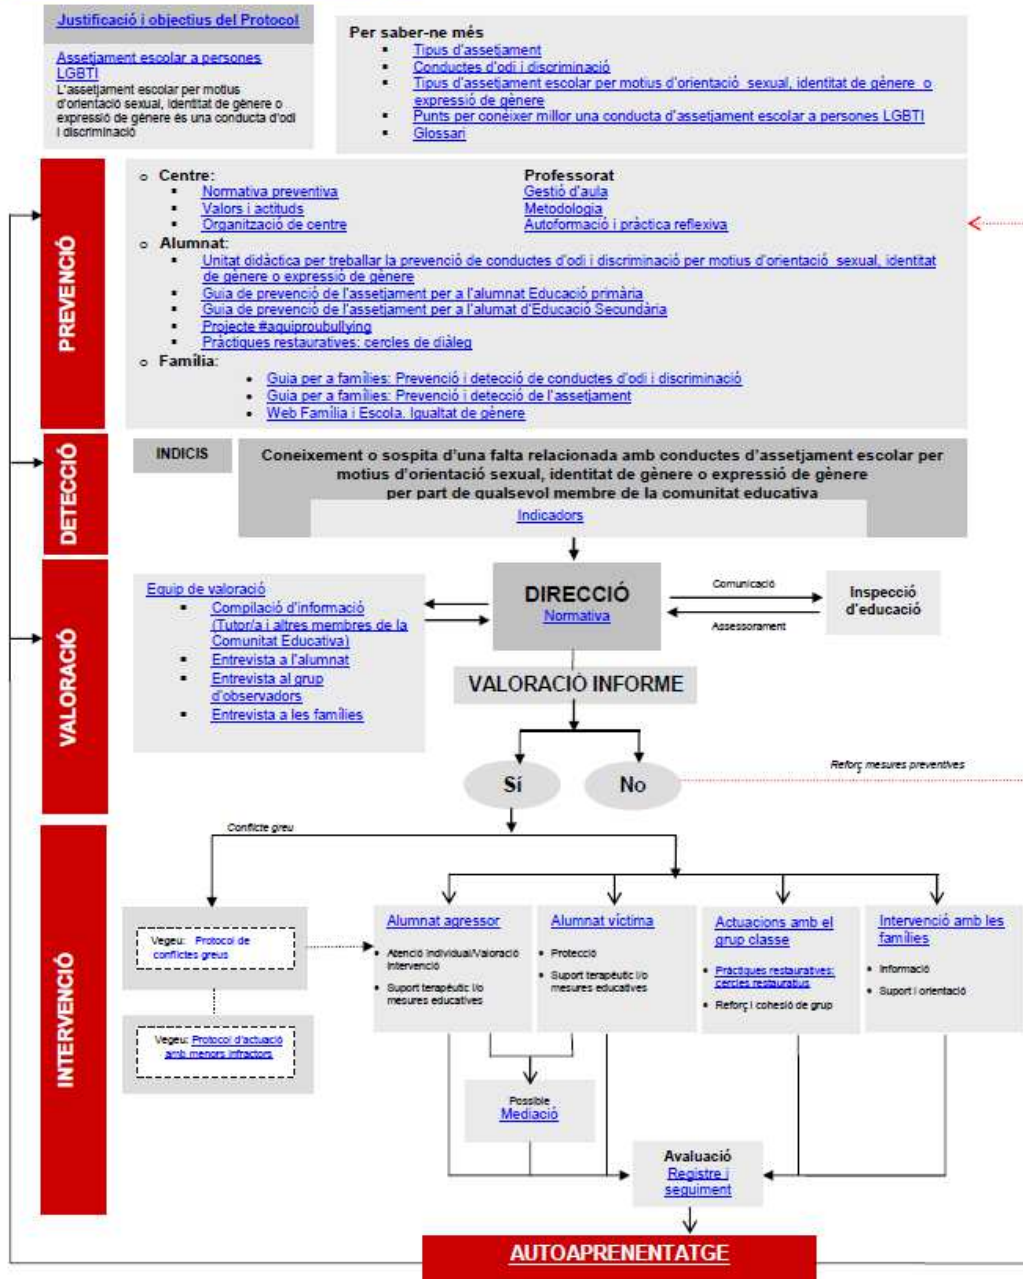 Justificació i objectius del Protocol
Assetjament escolar a persones
LGBTI
L'assetjament escolar per motius
d'orientació sexual, identitat de gènere o
expressió de gènere és una conducta d'odi
i discriminació
Per saber-ne més
▪ Tipus d'assetjament
▪ Conductes d'odi i discriminació
▪ Tipus d'assetjament escolar per motius d'orientació sexual, identitat de gènere o
expressió de gènere
▪ Punts per conèixer millor una conducta d'assetjament escolar a persones LGBTI
▪ Glossari
PREVENCIÓ
o Centre:
▪ Normativa preventiva
▪ Valors i actituds
▪ Organització de centre
Professorat
Gestió d'aula
Metodologia
Autoformació i pràctica reflexiva
o Alumnat:
▪ Unitat didàctica per treballar la prevenció de conductes d'odi i discriminació per motius d'orientació sexual, identitat
de gènere o expressió de gènere
▪ Guia de prevenció de l'assetjament per a l'alumnat Educació primària
▪ Guia de prevenció de l'assetjament per a l'alumat d'Educació Secundària
▪ Projecte #aquiproubullying
▪ Pràctiques restauratives: cercles de diàleg
o Família:
• Guia per a famílies: Prevenció i detecció de conductes d'odi i discriminació
• Guia per a famílies: Prevenció i detecció de l'assetjament
• Web Família i Escola. Igualtat de gènere
DETECCIÓ
INDICIS
Coneixement o sospita d'una falta relacionada amb conductes d'assetjament escolar per
motius d'orientació sexual, identitat de gènere o expressió de gènere
per part de qualsevol membre de la comunitat educativa
Indicadors
VALORACIÓ
Equip de valoració
▪ Compilació d'informació
(Tutor/a i altres membres de la
Comunitat Educativa)
▪ Entrevista a l'alumnat
▪ Entrevista al grup
d'observadors
▪ Entrevista a les famílies
DIRECCIÓ
Normativa
Comunicació
Assessorament
Inspecció
d'educació
VALORACIÓ INFORME
Sí
No
Reforç mesures preventives
INTERVENCIÓ
Conflicte greu
Vegeu: Protocol de
conflictes greus
Vegeu: Protocol d'actuació
amb menors infractors
Alumnat agressor
• Atenció individual/Valoració
intervenció
• Suport terapèutic i/o
mesures educatives
Alumnat víctima
• Protecció
• Suport terapèutic i/o
mesures educatives
Actuacions amb el
grup classe
• Pràctiques restauratives:
cercles restauratius
• Reforç i cohesió de grup
Intervenció amb les
famílies
• Informació
• Suport i orientació
Possible
Mediació
Avaluació
Registre i
seguiment
AUTOAPRENENTATGE